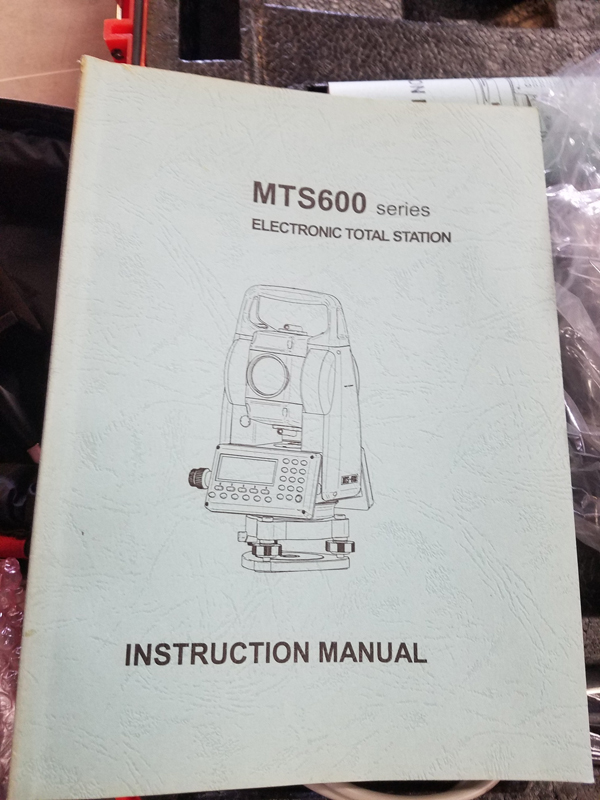 MTS600 series
ELECTRONIC TOTAL STATION
INSTRUCTION MANUAL